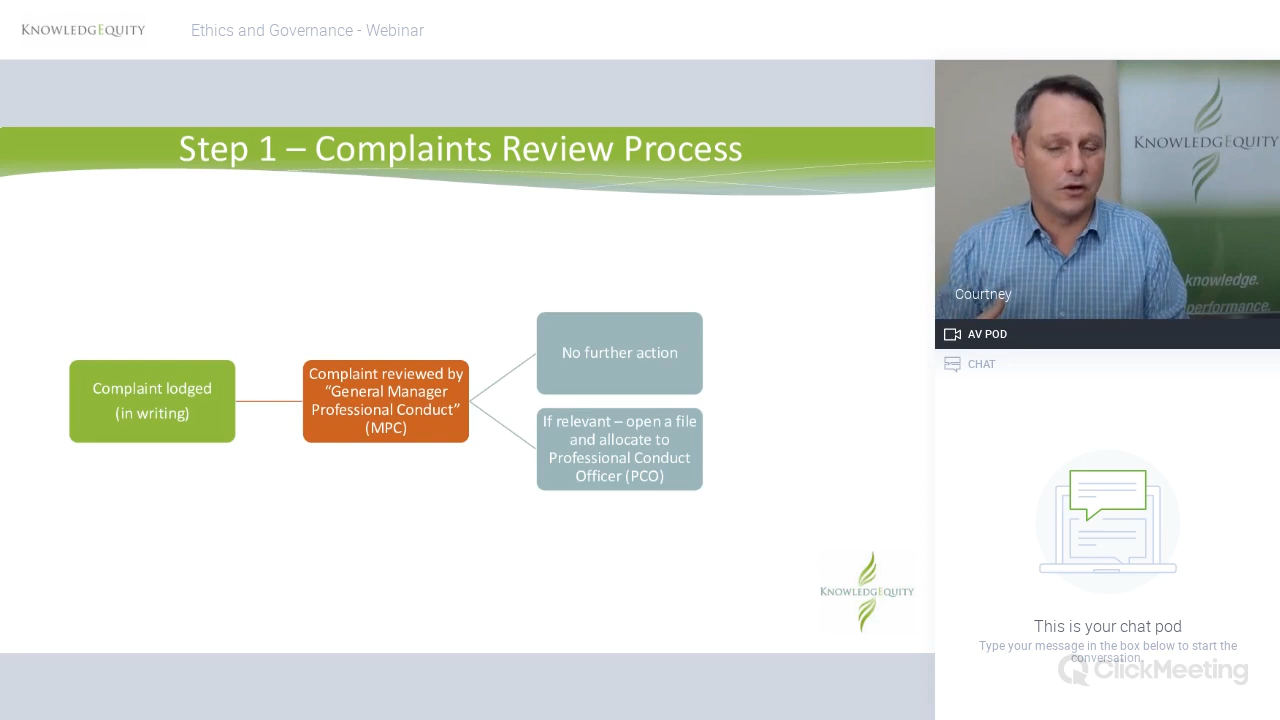 KNOWLEDGEQUITY
Ethics and Governance - Webinar
Step 1 – Complaints Review Process
Complaint lodged
(in writing)
Complaint reviewed by
“General Manager
Professional Conduct”
(MPC)
No further action
If relevant – open a file
and allocate to
Professional Conduct
Officer (PCO)
KNOWLEDGEQUITY
KNOWLEDGEQUITY
knowledge.
performance.
Courtney
AV POD
CHAT
This is your chat pod
Type your message in the box below to start the
conversation.
ClickMeeting